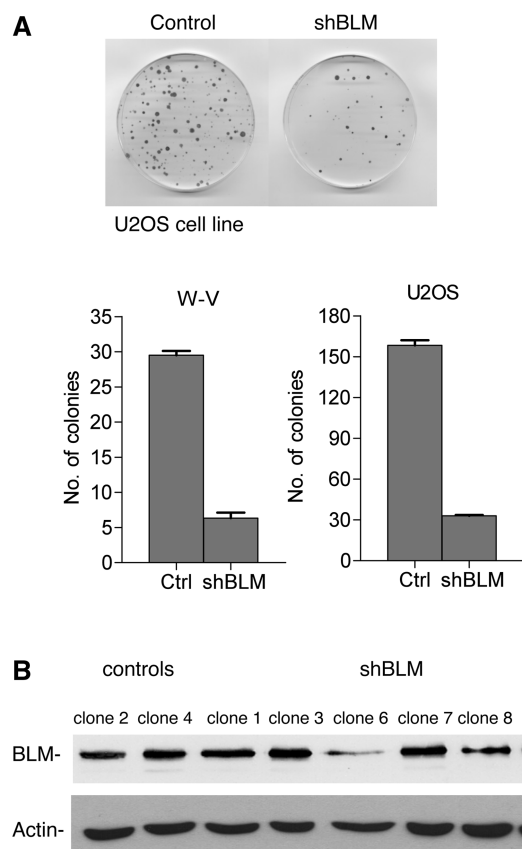 A
Control shBLM
U2OS cell line
W-V
No. of colonies
35
30
25
20
15
10
5
0
Ctrl shBLM
U2OS
No. of colonies
180
150
120
90
60
30
0
Ctrl shBLM
B
controls shBLM
clone 2 clone 4 clone 1 clone 3 clone 6 clone 7 clone 8
BLM-
Actin-